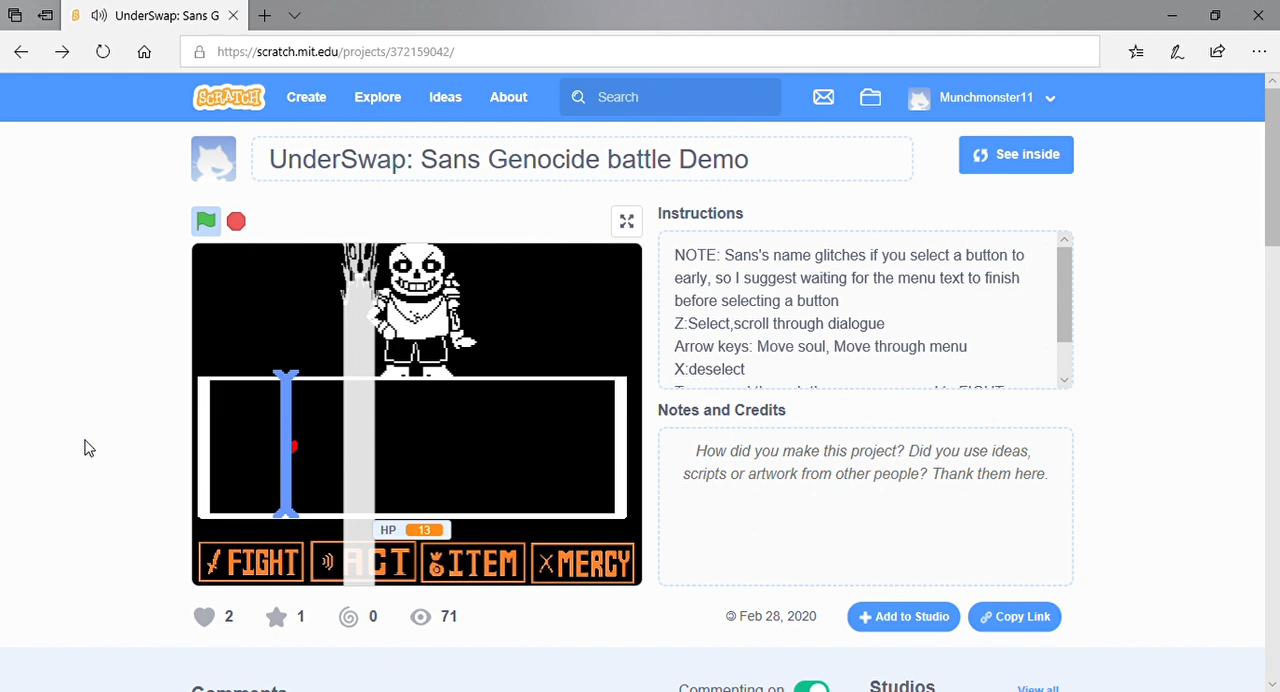 UnderSwap: Sans G
https://scratch.mit.edu/projects/372159042/
SCRATCH Create Explore Ideas About Search Munchmonster11
UnderSwap: Sans Genocide battle Demo
See inside
Instructions
NOTE: Sans's name glitches if you select a button to
early, so I suggest waiting for the menu text to finish
before selecting a button
Z:Select,scroll through dialogue
Arrow keys: Move soul, Move through menu
X:deselect
HP 13
FIGHT ACT ITEM MERCY
Notes and Credits
How did you make this project? Did you use ideas,
scripts or artwork from other people? Thank them here.
2 1 0 71
© Feb 28, 2020
Add to Studio Copy Link
Comments Commenting on Studios View all